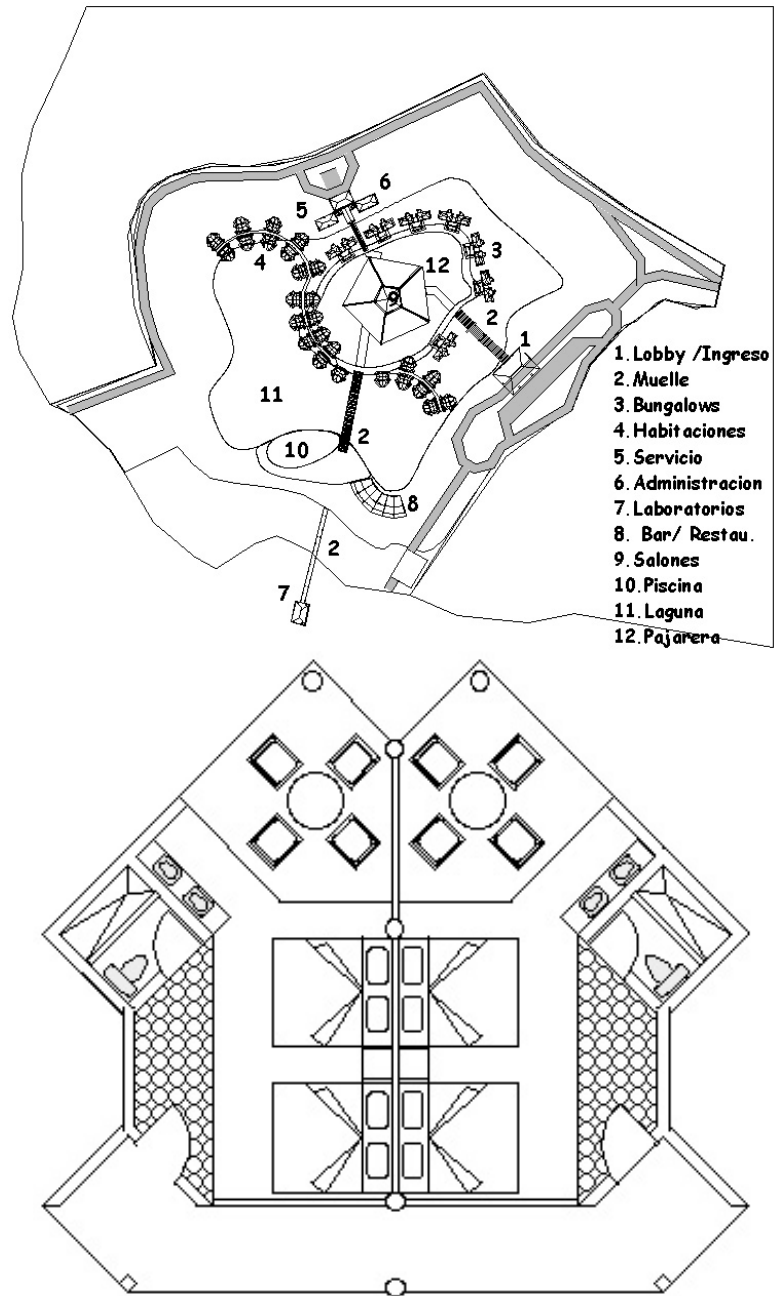 6
5
4
3
12
9
2
1
11
10
2
8
2
7
1. Lobby /Ingreso
2. Muelle
3. Bungalows
4. Habitaciones
5. Servicio
6. Administracion
7. Laboratorios
8. Bar/ Restau.
9. Salones
10. Piscina
11. Laguna
12. Pajarera